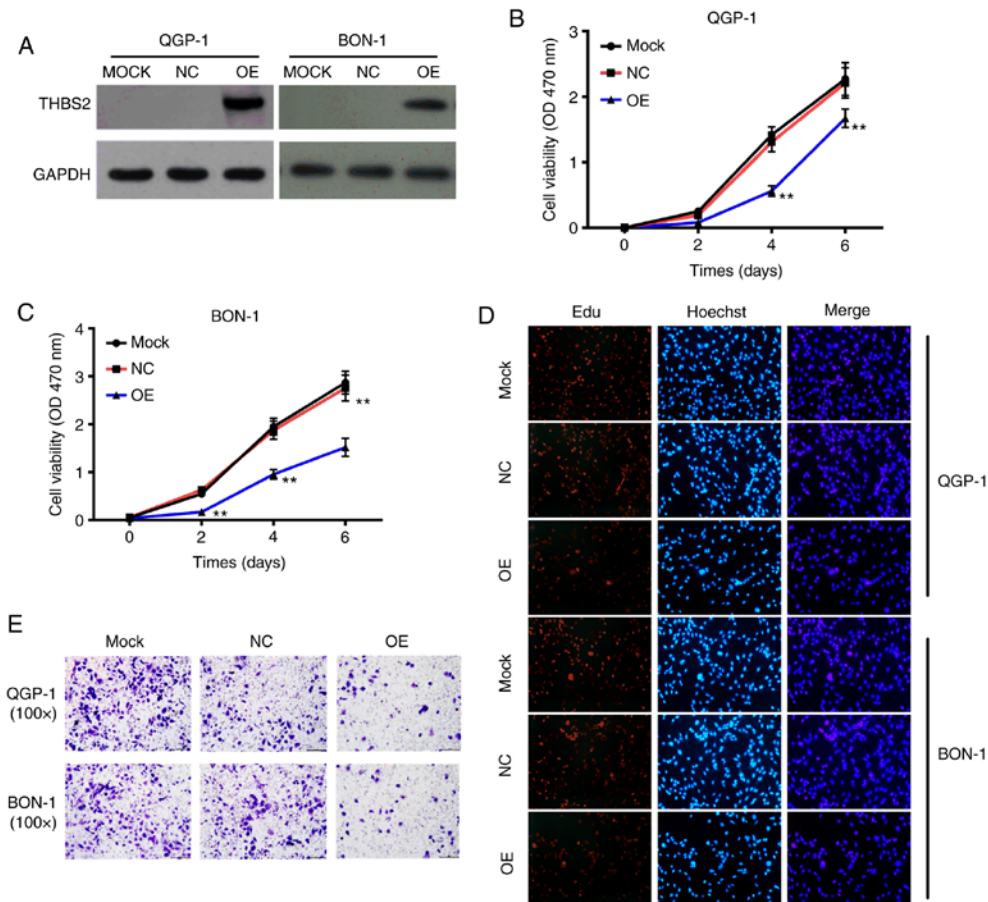 A
QGP-1 BON-1
MOCK NC OE MOCK NC OE
THBS2
GAPDH
B
QGP-1
Mock
NC
OE
Cell viability (OD 470 nm)
3
2
1
0
**
**
0 2 4 6
Times (days)
C
BON-1
Mock
NC
OE
Cell viability (OD 470 nm)
4
3
2
1
0
**
**
**
0 2 4 6
Times (days)
D
Edu Hoechst Merge
Mock
NC
OE
QGP-1
Mock
NC
OE
BON-1
E
Mock NC OE
QGP-1
(100×)
BON-1
(100×)